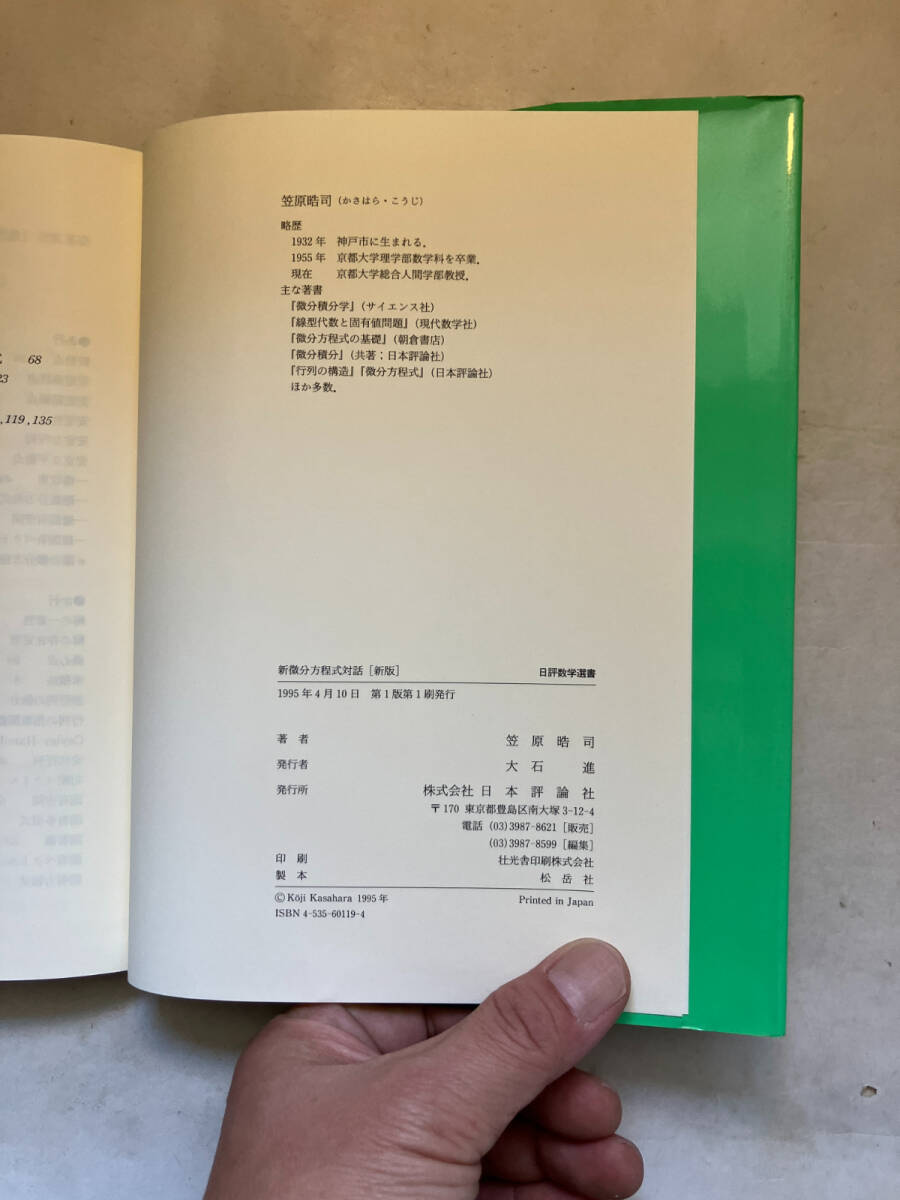 68
23
,119,135
笠原晧司（かさはら・こうじ）
略歴
1932年　神戸市に生まれる．
1955年　京都大学理学部数学科を卒業．
現在　京都大学総合人間学部教授．
主な著書
『微分積分学』（サイエンス社）
『線型代数と固有値問題』（現代数学社）
『微分方程式の基礎』（朝倉書店）
『微分積分』（共著；日本評論社）
『行列の構造』『微分方程式』（日本評論社）
ほか多数．
新微分方程式対話［新版］　日評数学選書
1995年4月10日　第1版第1刷発行
著者　笠原晧司
発行者　大石進
発行所　株式会社 日本評論社
〒170 東京都豊島区南大塚3-12-4
電話 (03)3987-8621［販売］
(03)3987-8599［編集］
印刷　壮光舎印刷株式会社
製本　松岳社
© Kōji Kasahara 1995年　Printed in Japan
ISBN 4-535-60119-4